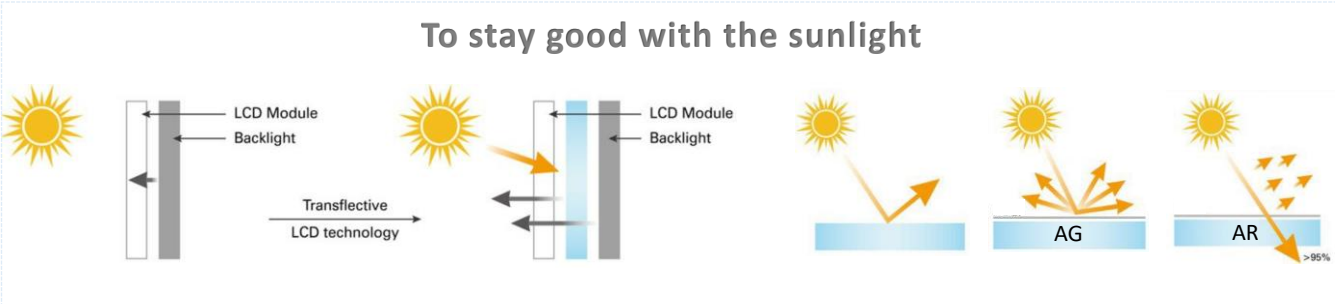 To stay good with the sunlight
LCD Module
Backlight
Transflective
LCD technology
LCD Module
Backlight
AG
AR
>95%